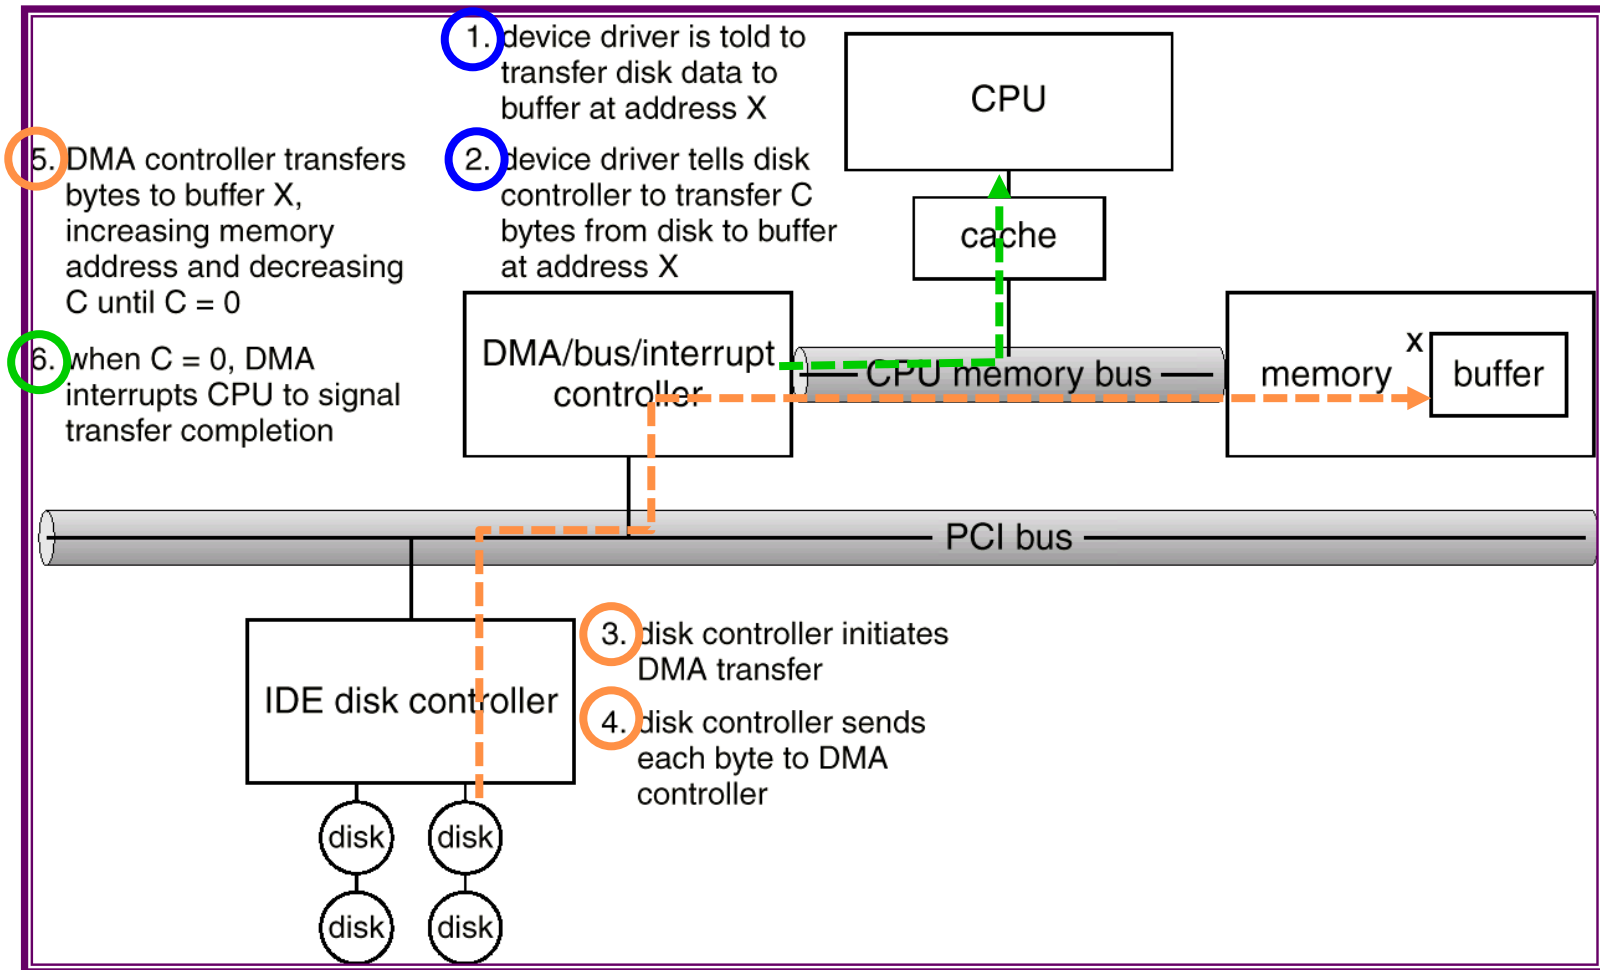 1. device driver is told to
transfer disk data to
buffer at address X
2. device driver tells disk
controller to transfer C
bytes from disk to buffer
at address X
5. DMA controller transfers
bytes to buffer X,
increasing memory
address and decreasing
C until C = 0
6. when C = 0, DMA
interrupts CPU to signal
transfer completion
CPU
cache
DMA/bus/interrupt
controller
CPU memory bus
memory
x
buffer
PCI bus
IDE disk controller
3. disk controller initiates
DMA transfer
4. disk controller sends
each byte to DMA
controller
disk
disk
disk
disk